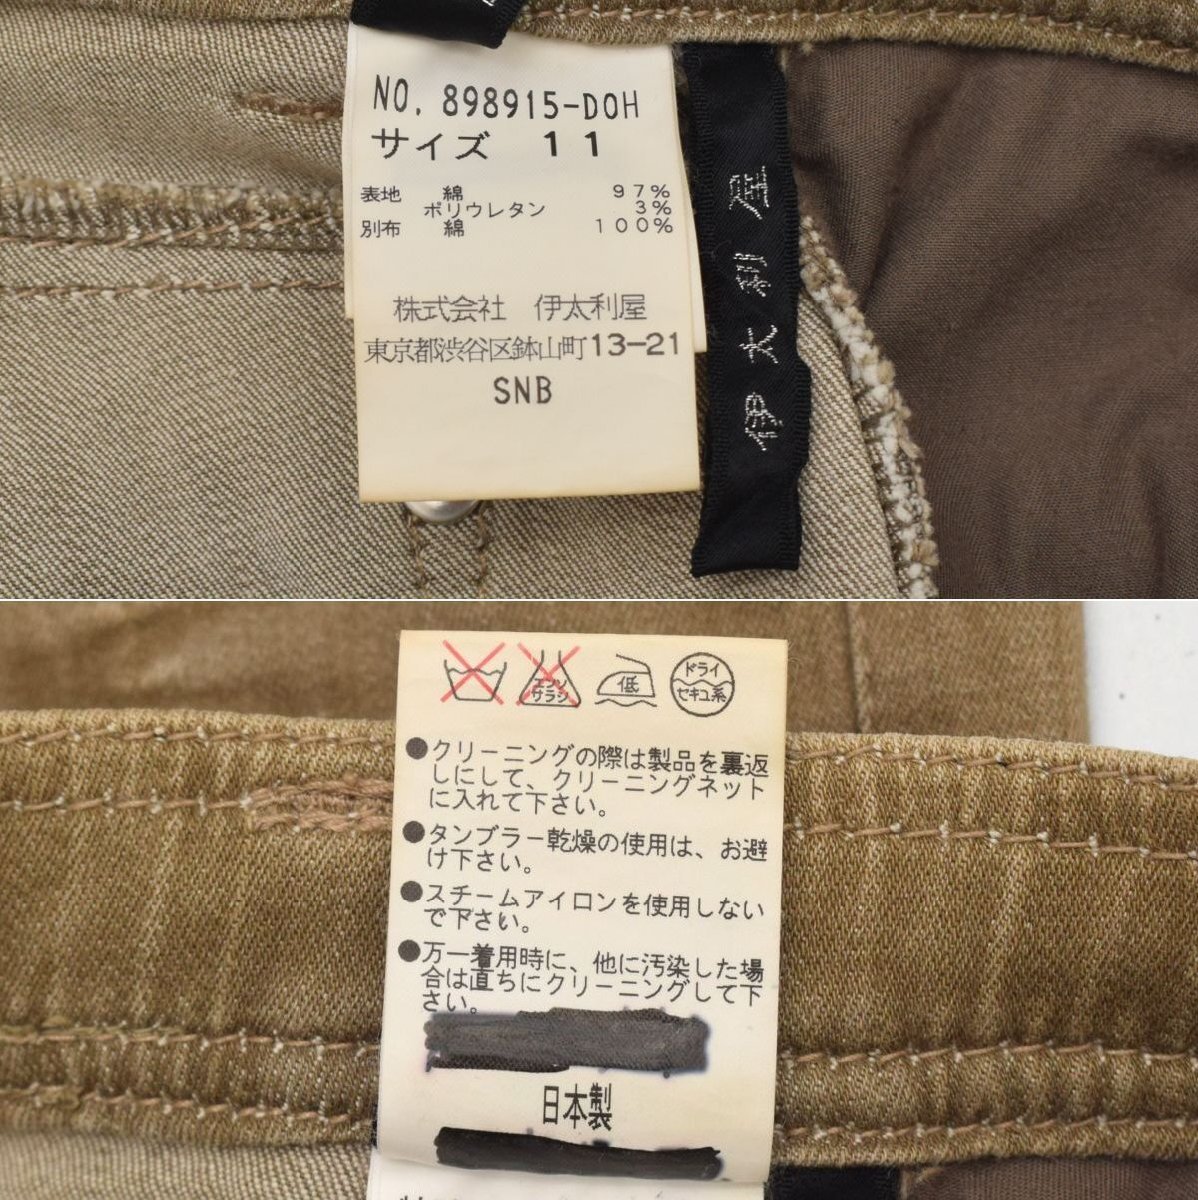 NO. 898915-DOH
サイズ 11
表地 綿 97%
ポリウレタン 3%
別布 綿 100%
株式会社 伊太利屋
東京都渋谷区鉢山町13-21
SNB
伊太利屋
エンソ
サラシ
低
ドライ
セキユ系
●クリーニングの際は製品を裏返
しにして、クリーニングネット
に入れて下さい。
●タンブラー乾燥の使用は、お避
け下さい。
●スチームアイロンを使用しない
で下さい。
●万一着用時に、他に汚染した場
合は直ちにクリーニングして下
さい。
日本製